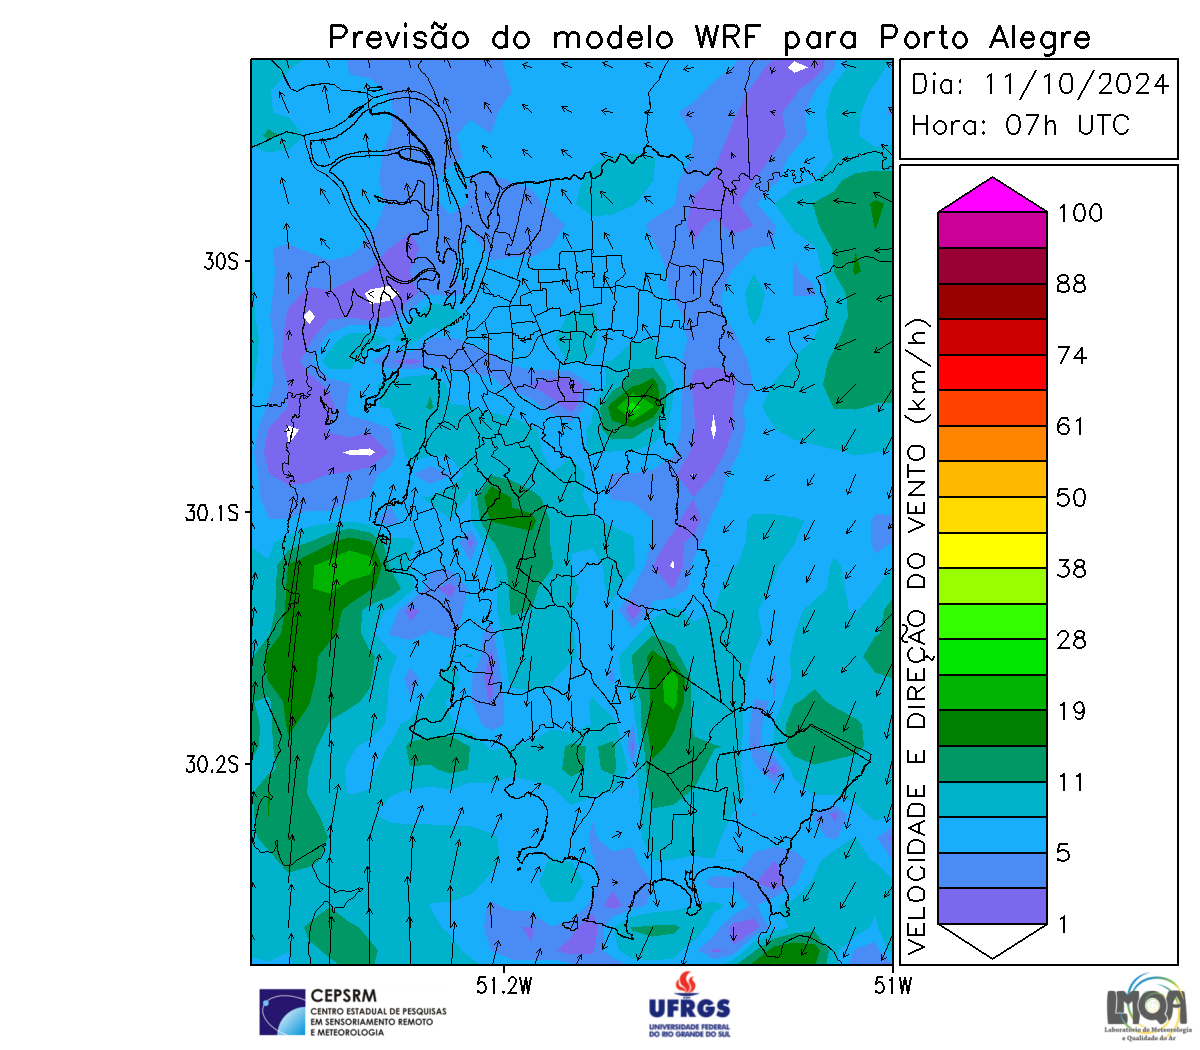 Previsão do modelo WRF para Porto Alegre
Dia: 11/10/2024
Hora: 07h UTC
30S
30.1S
30.2S
51.2W
51W
VELOCIDADE E DIREÇÃO DO VENTO (km/h)
100
88
74
61
50
38
28
19
11
5
1
CEPSRM
CENTRO ESTADUAL DE PESQUISAS
EM SENSORIAMENTO REMOTO
E METEOROLOGIA
UFRGS
UNIVERSIDADE FEDERAL
DO RIO GRANDE DO SUL
LMQA
Laboratório de Meteorologia
e Qualidade do Ar